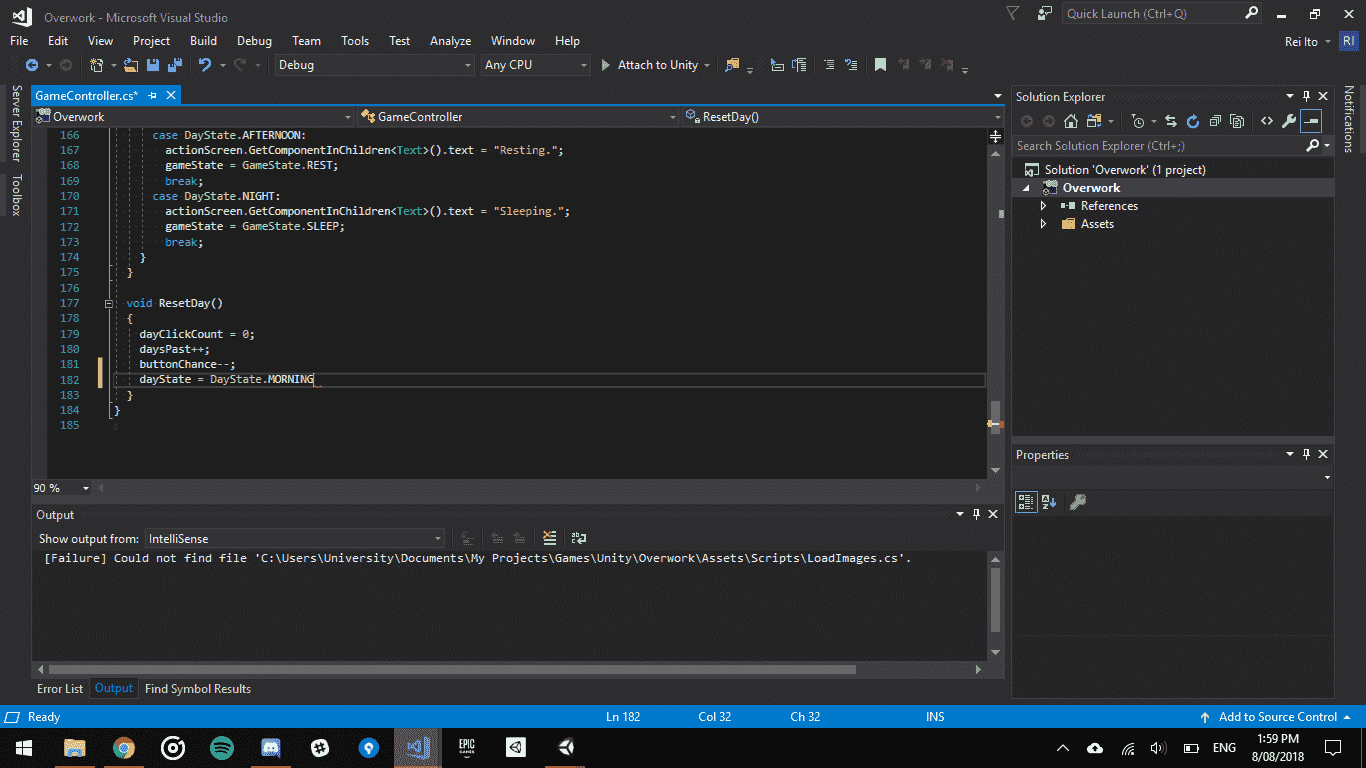 Overwork - Microsoft Visual Studio
Quick Launch (Ctrl+Q)
File Edit View Project Build Debug Team Tools Test Analyze Window Help
Rei Ito RI
Debug Any CPU Attach to Unity
Server Explorer
Toolbox
GameController.cs*
Overwork GameController ResetDay()
166 case DayState.AFTERNOON:
167 actionScreen.GetComponentInChildren<Text>().text = "Resting.";
168 gameState = GameState.REST;
169 break;
170 case DayState.NIGHT:
171 actionScreen.GetComponentInChildren<Text>().text = "Sleeping.";
172 gameState = GameState.SLEEP;
173 break;
174 }
175 }
176
177 void ResetDay()
178 {
179 dayClickCount = 0;
180 daysPast++;
181 buttonChance--;
182 dayState = DayState.MORNING
183 }
184 }
185
90 %
Output
Show output from: IntelliSense
[Failure] Could not find file 'C:\Users\University\Documents\My Projects\Games\Unity\Overwork\Assets\Scripts\LoadImages.cs'.
Error List Output Find Symbol Results
Solution Explorer
Search Solution Explorer (Ctrl+;)
Solution 'Overwork' (1 project)
Overwork
References
Assets
Properties
Notifications
Ready Ln 182 Col 32 Ch 32 INS Add to Source Control
EPIC GAMES
ENG
1:59 PM
8/08/2018